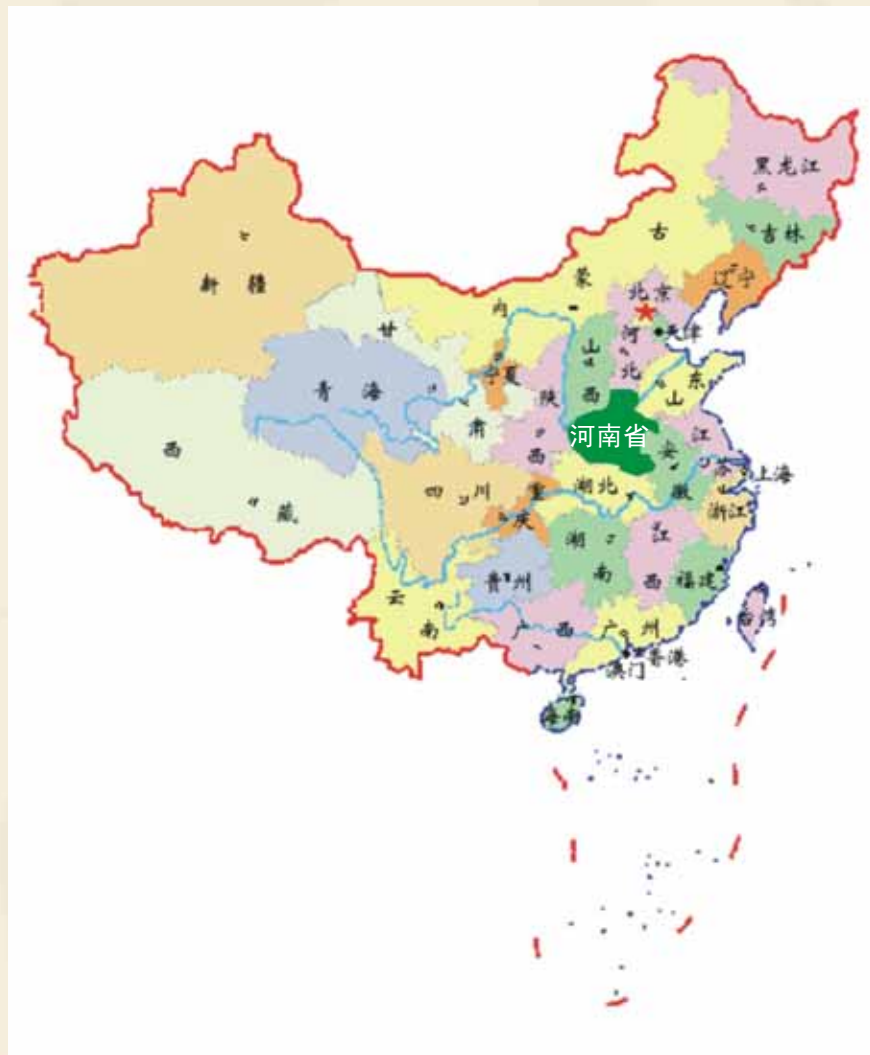 黑龙江
吉林
辽宁
内蒙古
新疆
北京
天津
河北
甘肃
山西
宁夏
山东
青海
陕西
河南省
江苏
安徽
西藏
上海
四川
重庆
湖北
浙江
湖南
江西
贵州
福建
云南
广西
广州
台湾
香港
澳门
海南